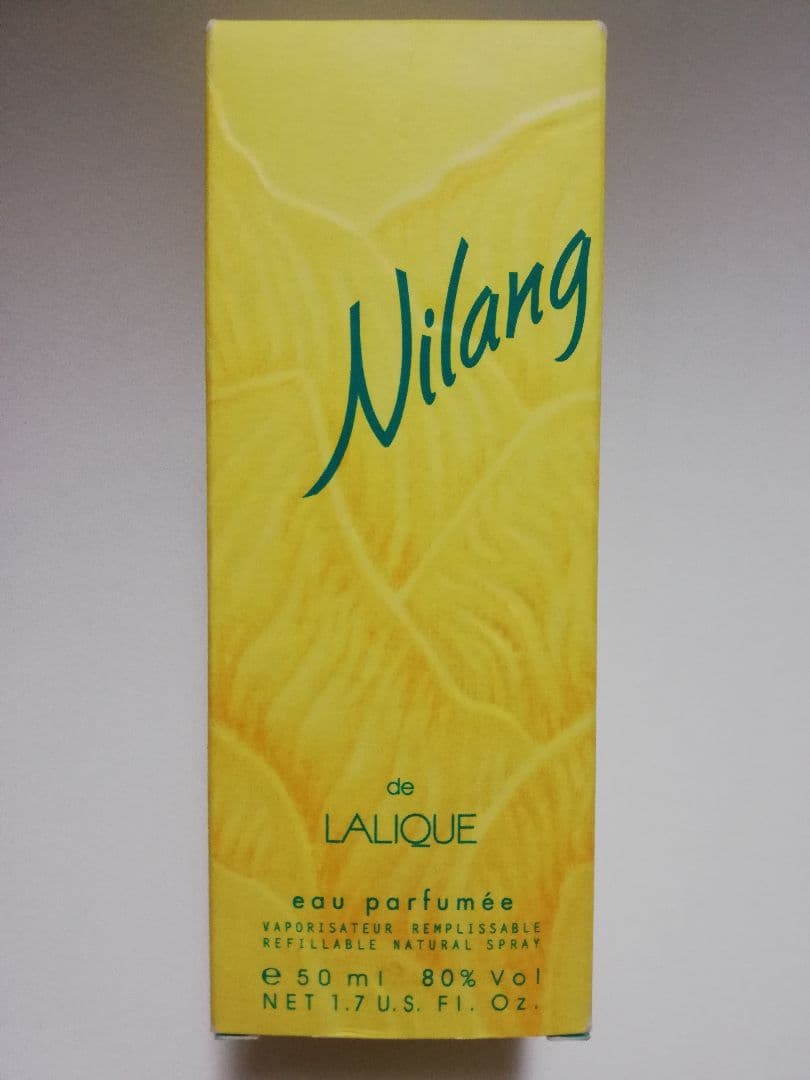 Nilang
de
LALIQUE
eau parfumée
VAPORISATEUR REMPLISSABLE
REFILLABLE NATURAL SPRAY
e 50 ml 80% Vol
NET 1.7 U.S. Fl. Oz.